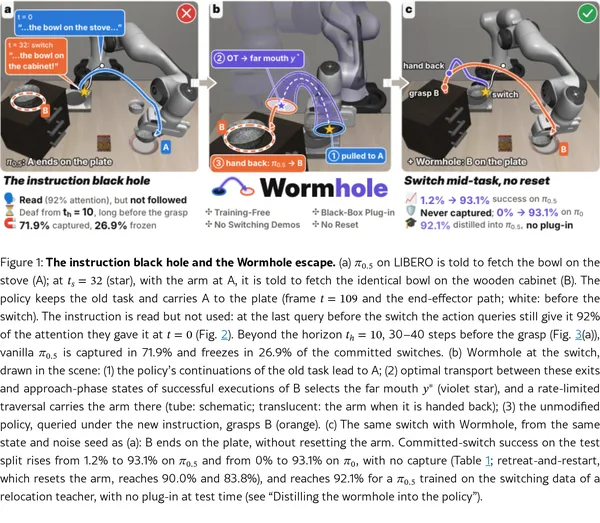 a
t = 0
“…the bowl on the stove…”
t = 32: switch
“…the bowl on
the cabinet!”
B
A
π0.5: A ends on the plate
b
② OT → far mouth y*
B
A
① pulled to A
③ hand back: π0.5 → B
c
hand back
grasp B
switch
B
+ Wormhole: B on the plate
The instruction black hole
Read (92% attention), but not followed
Deaf from th = 10, long before the grasp
71.9% captured, 26.9% frozen
Wormhole
Training-Free
Black-Box Plug-in
No Switching Demos
No Reset
Switch mid-task, no reset
1.2% → 93.1% success on π0.5
Never captured; 0% → 93.1% on π0
92.1% distilled into π0.5, no plug-in
Figure 1: The instruction black hole and the Wormhole escape. (a) π0.5 on LIBERO is told to fetch the bowl on the
stove (A); at ts = 32 (star), with the arm at A, it is told to fetch the identical bowl on the wooden cabinet (B). The
policy keeps the old task and carries A to the plate (frame t = 109 and the end-effector path; white: before the
switch). The instruction is read but not used: at the last query before the switch the action queries still give it 92%
of the attention they gave it at t = 0 (Fig. 2). Beyond the horizon th = 10, 30−40 steps before the grasp (Fig. 3(a)),
vanilla π0.5 is captured in 71.9% and freezes in 26.9% of the committed switches. (b) Wormhole at the switch,
drawn in the scene: (1) the policy’s continuations of the old task lead to A; (2) optimal transport between these exits
and approach-phase states of successful executions of B selects the far mouth y* (violet star), and a rate-limited
traversal carries the arm there (tube: schematic; translucent: the arm when it is handed back); (3) the unmodified
policy, queried under the new instruction, grasps B (orange). (c) The same switch with Wormhole, from the same
state and noise seed as (a): B ends on the plate, without resetting the arm. Committed-switch success on the test
split rises from 1.2% to 93.1% on π0.5 and from 0% to 93.1% on π0, with no capture (Table 1; retreat-and-restart,
which resets the arm, reaches 90.0% and 83.8%), and reaches 92.1% for a π0.5 trained on the switching data of a
relocation teacher, with no plug-in at test time (see “Distilling the wormhole into the policy”).